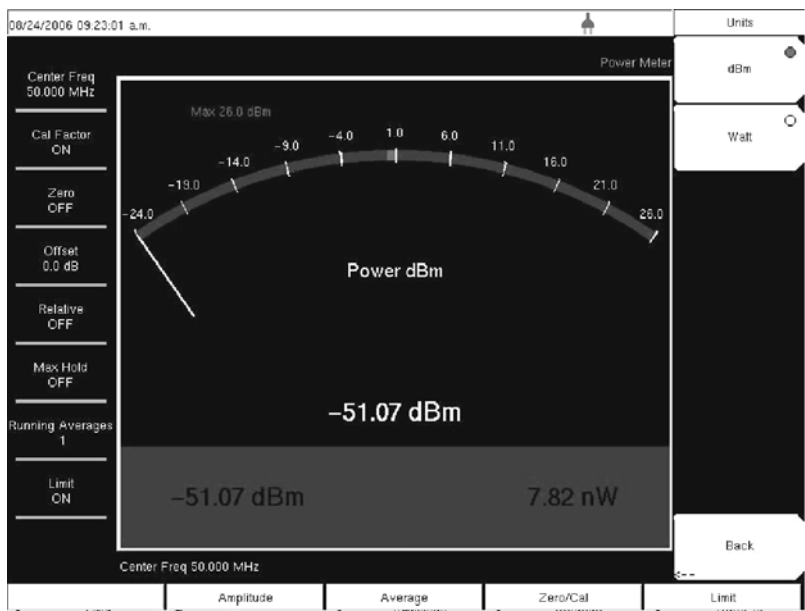 08/24/2006 09:23:01 a.m.
Units
Power Meter
dBm
Watt
Back
<--
Center Freq
50.000 MHz
Cal Factor
ON
Zero
OFF
Offset
0.0 dB
Relative
OFF
Max Hold
OFF
Running Averages
1
Limit
ON
Max 26.0 dBm
-24.0 -19.0 -14.0 -9.0 -4.0 1.0 6.0 11.0 16.0 21.0 26.0
Power dBm
-51.07 dBm
-51.07 dBm 7.82 nW
Center Freq 50.000 MHz
Amplitude Average Zero/Cal Limit